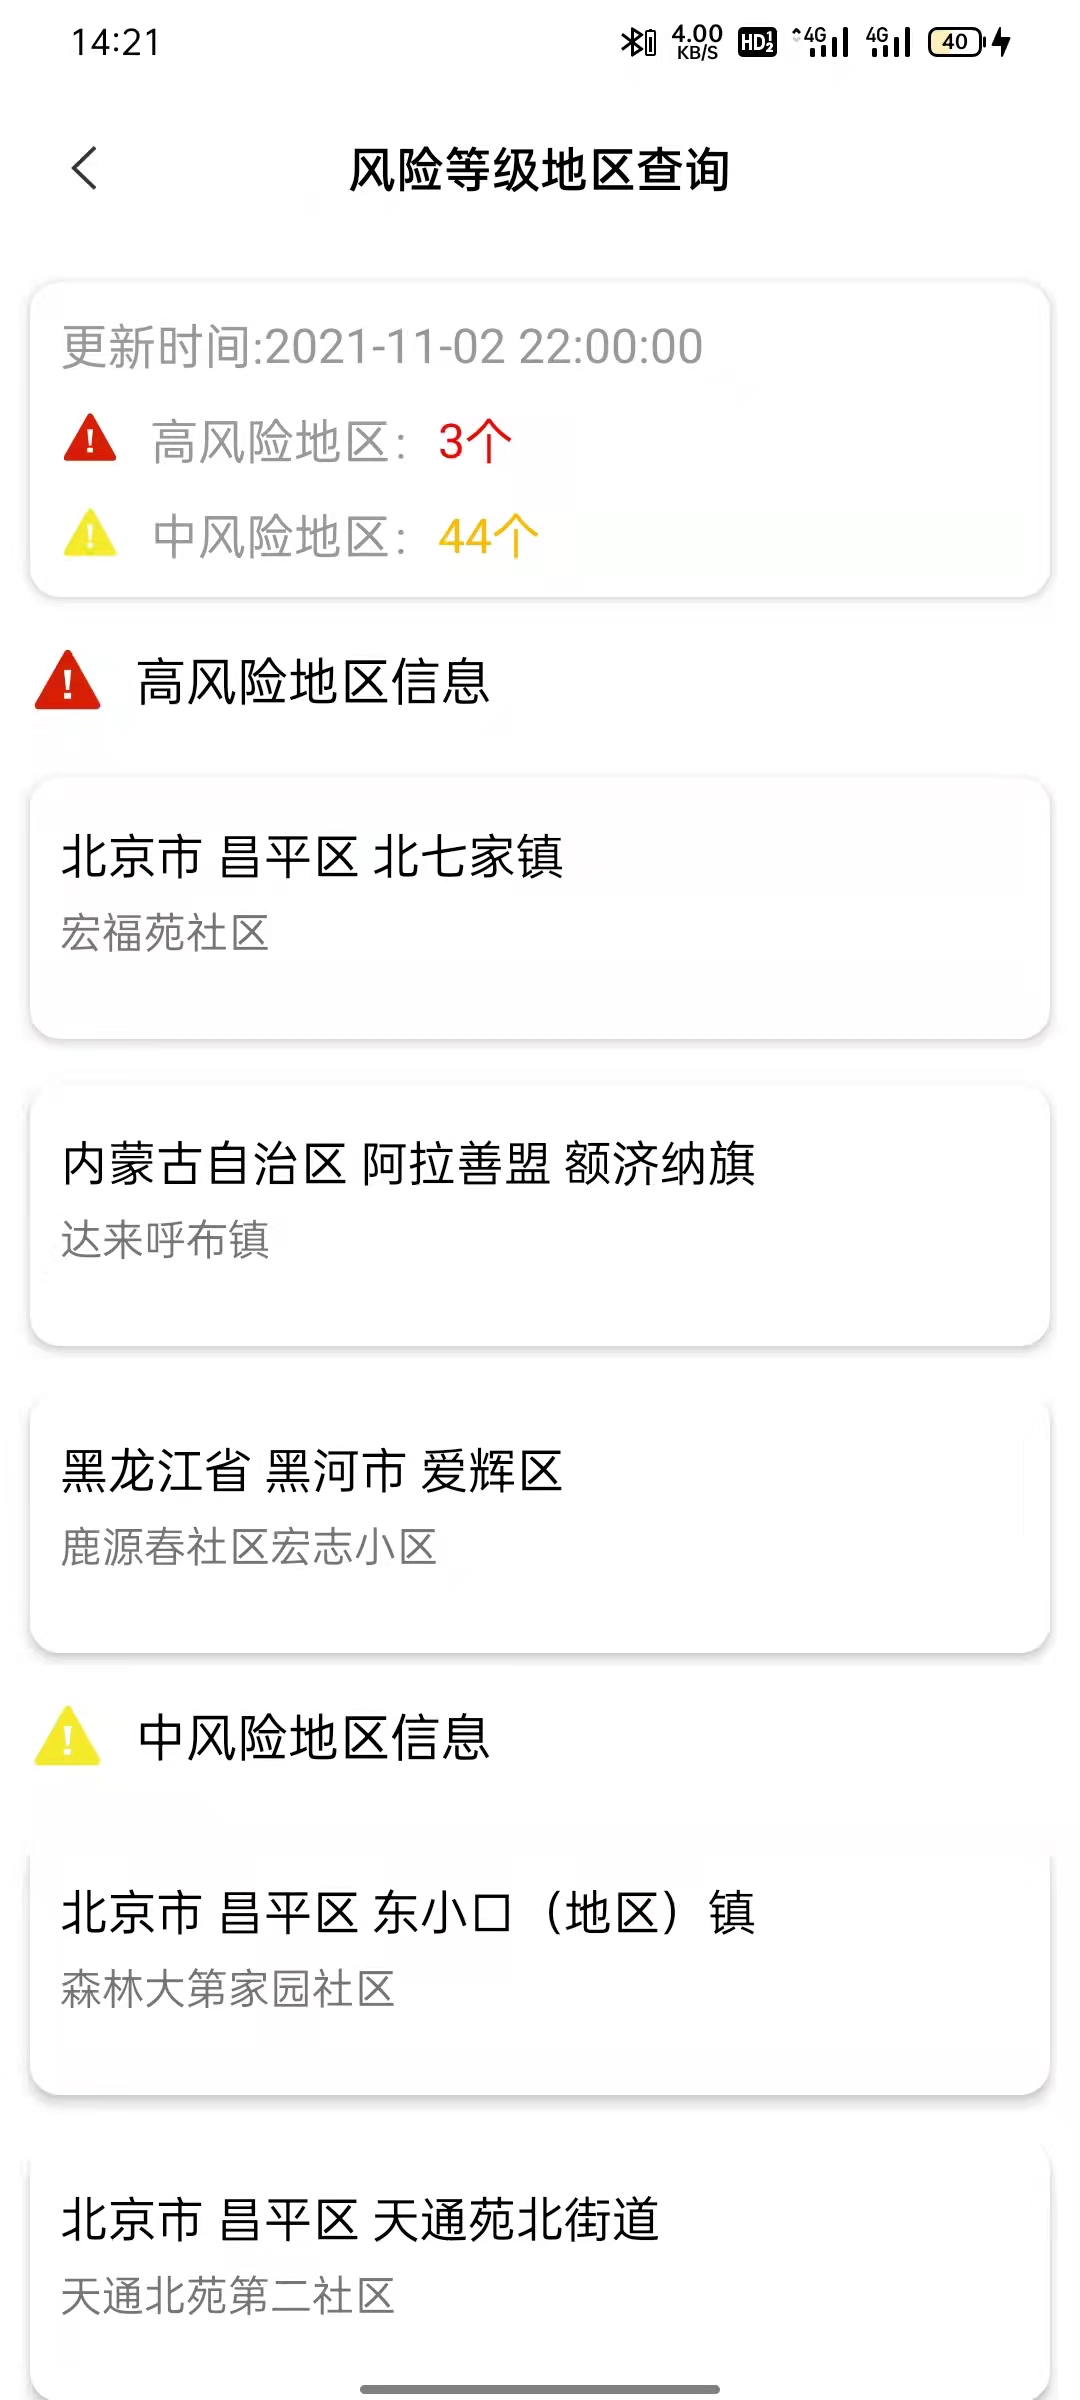 14:21
4.00 KB/S HD 1 2 4G 4G 40
风险等级地区查询
更新时间:2021-11-02 22:00:00
高风险地区: 3个
中风险地区: 44个
高风险地区信息
北京市 昌平区 北七家镇
宏福苑社区
内蒙古自治区 阿拉善盟 额济纳旗
达来呼布镇
黑龙江省 黑河市 爱辉区
鹿源春社区宏志小区
中风险地区信息
北京市 昌平区 东小口（地区）镇
森林大第家园社区
北京市 昌平区 天通苑北街道
天通北苑第二社区